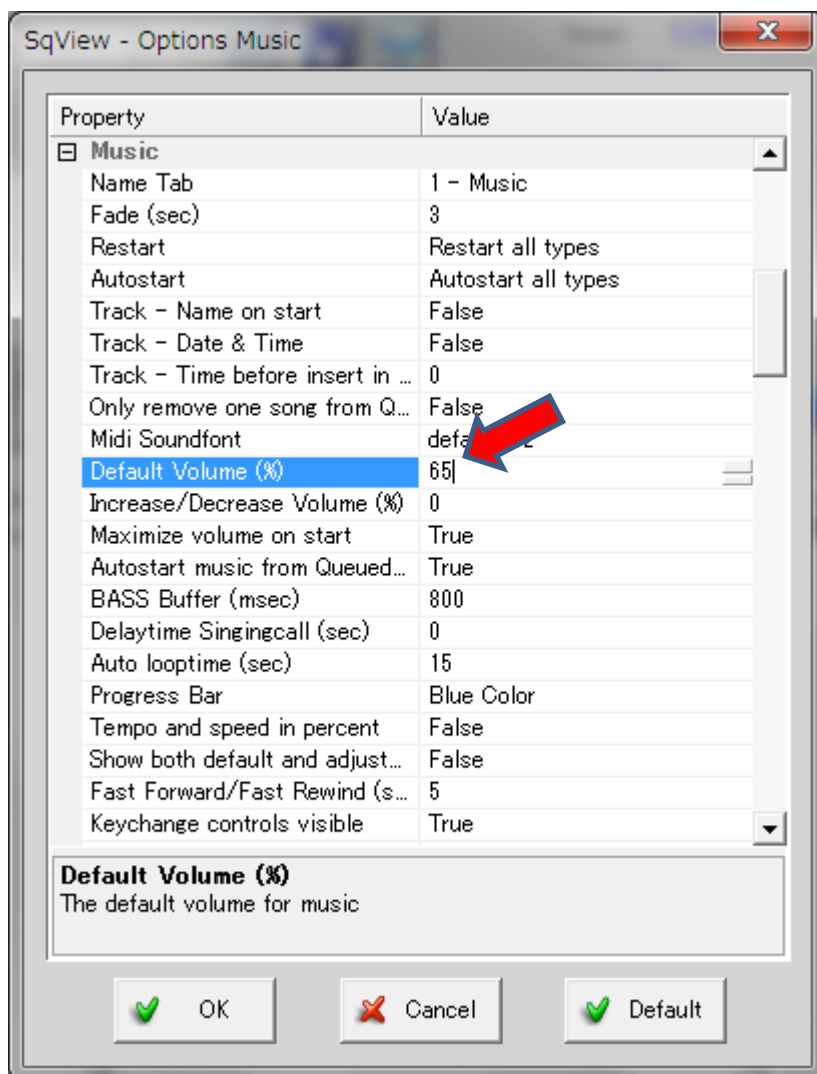 SqView - Options Music
Property Value
Music
Name Tab 1 - Music
Fade (sec) 3
Restart Restart all types
Autostart Autostart all types
Track - Name on start False
Track - Date & Time False
Track - Time before insert in ... 0
Only remove one song from Q... False
Midi Soundfont
Default Volume (%) 65
Increase/Decrease Volume (%) 0
Maximize volume on start True
Autostart music from Queued... True
BASS Buffer (msec) 800
Delaytime Singingcall (sec) 0
Auto looptime (sec) 15
Progress Bar Blue Color
Tempo and speed in percent False
Show both default and adjust... False
Fast Forward/Fast Rewind (s... 5
Keychange controls visible True
Default Volume (%)
The default volume for music
OK Cancel Default